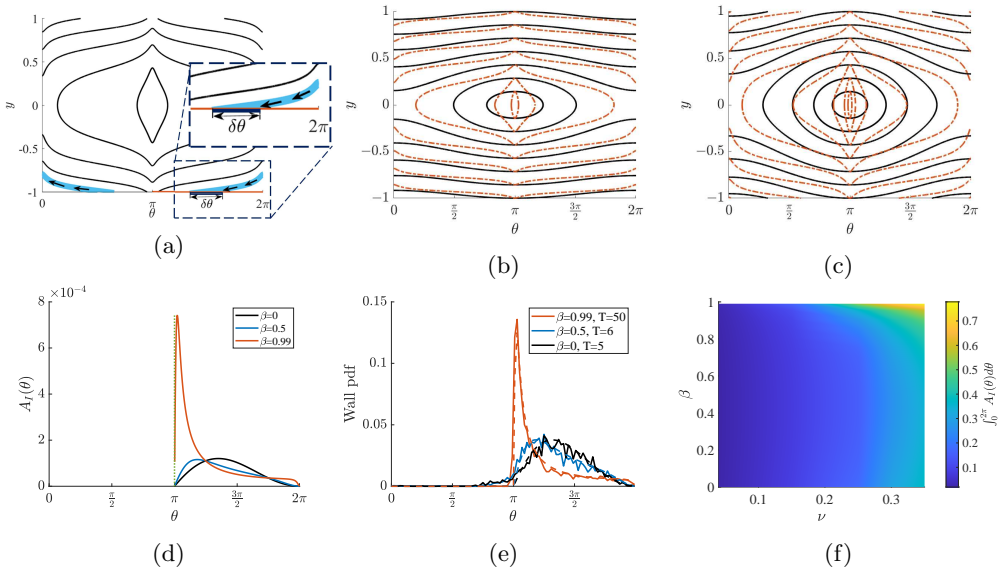 1
0.5
0
-0.5
-1
y
0
π
θ
2π
δθ
δθ
2π
(a)
1
0.5
0
−0.5
−1
y
0
π/2
π
3π/2
2π
θ
(b)
1
0.5
0
−0.5
−1
y
0
π/2
π
3π/2
2π
θ
(c)
×10⁻⁴
8
6
4
2
0
A_I(θ)
β=0
β=0.5
β=0.99
0
π/2
π
3π/2
2π
θ
(d)
0.15
0.1
0.05
0
Wall pdf
β=0.99, T=50
β=0.5, T=6
β=0, T=5
0
π/2
π
3π/2
2π
θ
(e)
1
0.8
0.6
0.4
0.2
0
β
0.1
0.2
0.3
ν
0.7
0.6
0.5
0.4
0.3
0.2
0.1
∫₀^{2π} A_I(θ)dθ
(f)